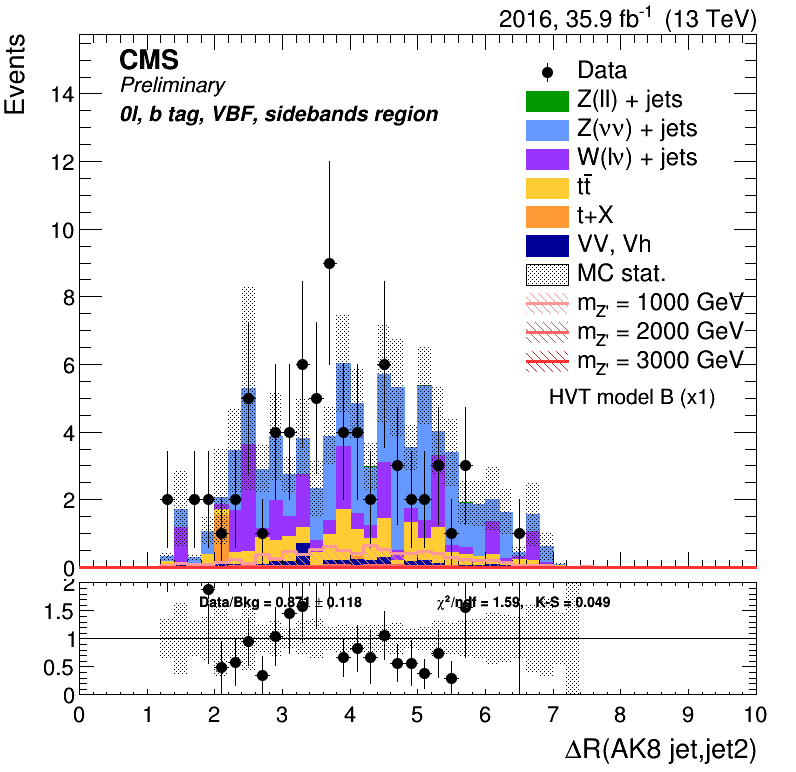 2016, 35.9 fb⁻¹ (13 TeV)
CMS
Preliminary
0l, b tag, VBF, sidebands region
Events
14
12
10
8
6
4
2
0
Data
Z(ll) + jets
Z(νν) + jets
W(lν) + jets
tt̄
t+X
VV, Vh
MC stat.
m_Z' = 1000 GeV
m_Z' = 2000 GeV
m_Z' = 3000 GeV
HVT model B (x1)
2
1.5
1
0.5
0
Data/Bkg = 0.871 ± 0.118
χ²/ndf = 1.59, K-S = 0.049
0 1 2 3 4 5 6 7 8 9 10
ΔR(AK8 jet,jet2)